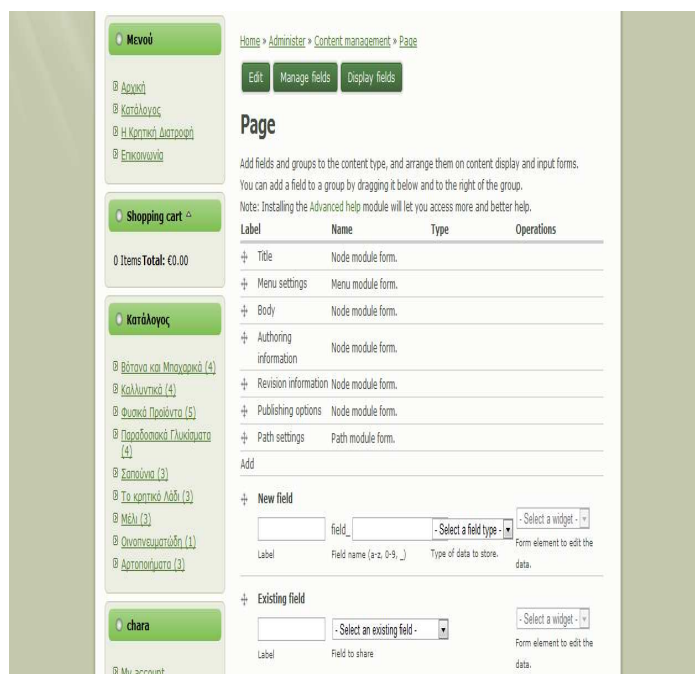 Μενού
Αρχική
Κατάλογος
Η Κρητική Διατροφή
Επικοινωνία
Shopping cart
0 Items Total: €0.00
Κατάλογος
Βότανα και Μπαχαρικά (4)
Καλλυντικά (4)
Φυσικά Προϊόντα (5)
Παραδοσιακά Γλυκίσματα
(4)
Σαπούνια (3)
Το κρητικό Λάδι (3)
Μέλι (3)
Οινοπνευματώδη (1)
Αρτοποιήματα (3)
chara
My account
Home » Administer » Content management » Page
Edit Manage fields Display fields
Page
Add fields and groups to the content type, and arrange them on content display and input forms.
You can add a field to a group by dragging it below and to the right of the group.
Note: Installing the Advanced help module will let you access more and better help.
Label Name Type Operations
Title Node module form.
Menu settings Menu module form.
Body Node module form.
Authoring
information Node module form.
Revision information Node module form.
Publishing options Node module form.
Path settings Path module form.
Add
New field
field_ - Select a field type - - Select a widget -
Label Field name (a-z, 0-9, _) Type of data to store. Form element to edit the
data.
Existing field
- Select an existing field - - Select a widget -
Label Field to share Form element to edit the
data.